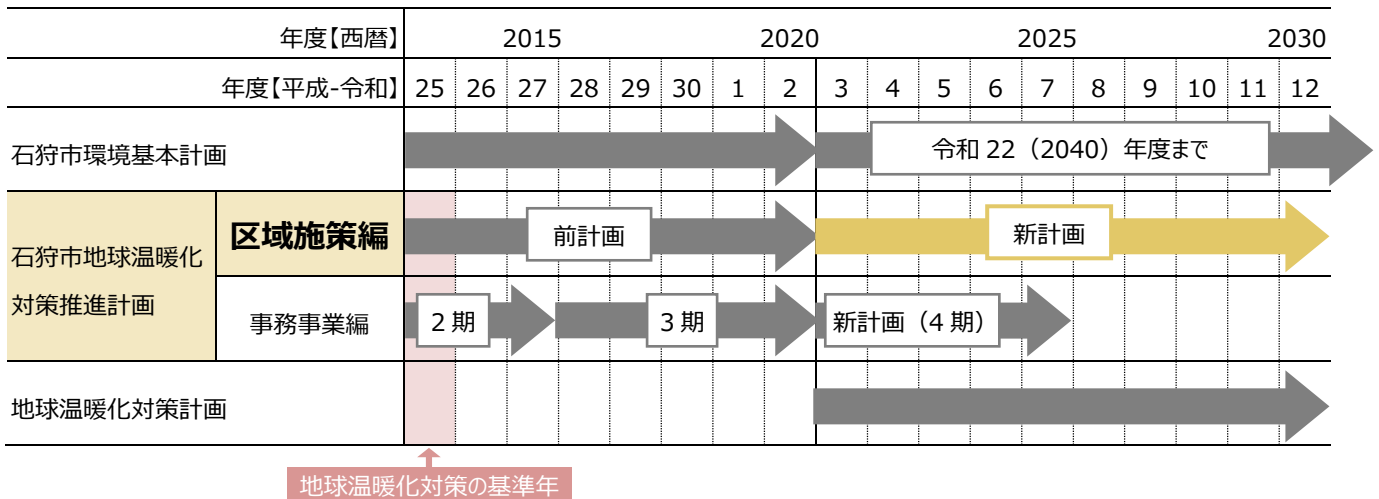 年度【西暦】 2015 2020 2025 2030
年度【平成-令和】 25 26 27 28 29 30 1 2 3 4 5 6 7 8 9 10 11 12
石狩市環境基本計画 令和 22（2040）年度まで
石狩市地球温暖化
対策推進計画
区域施策編 前計画 新計画
事務事業編 2 期 3 期 新計画（4 期）
地球温暖化対策計画
地球温暖化対策の基準年